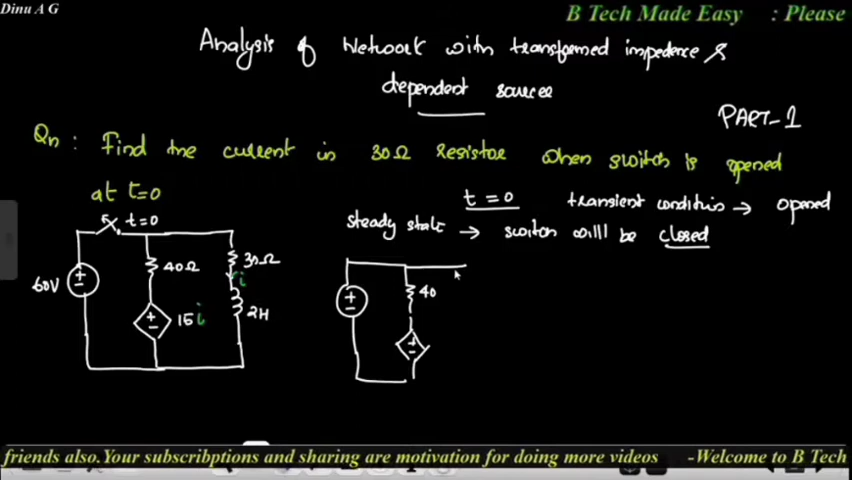 Dinu A G
B Tech Made Easy : Please
Analysis of Network with transformed impedence &
dependent source
PART-1
Qn : Find the current in 30Ω resistor when switch is opened
at t=0
t = 0 transient condition → opened
steady state → switch will be closed
t=0
60V
40Ω
30Ω
i
15i
2H
40
friends also.Your subscribptions and sharing are motivation for doing more videos -Welcome to B Tech